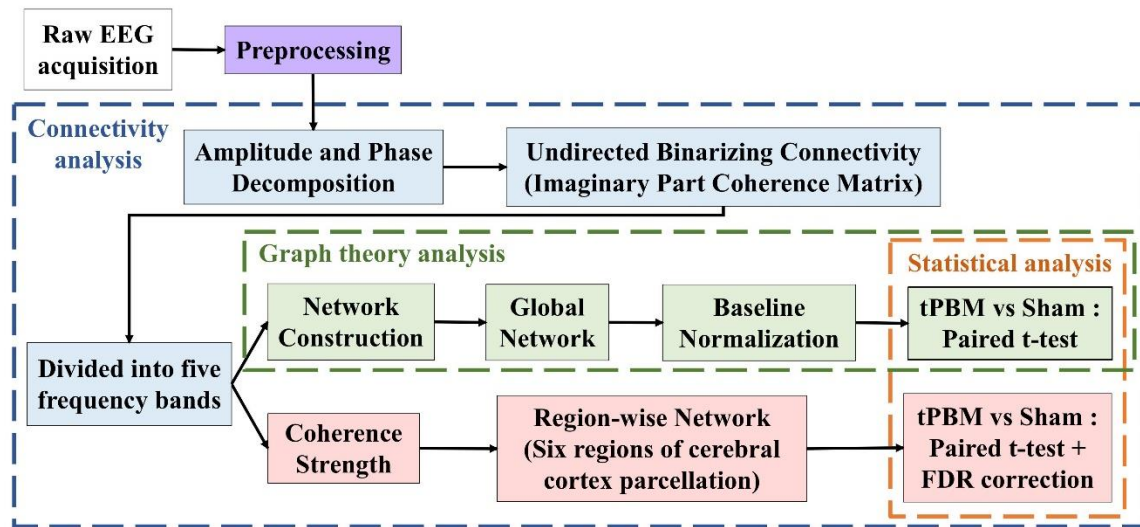 Raw EEG
acquisition
Preprocessing
Connectivity
analysis
Amplitude and Phase
Decomposition
Undirected Binarizing Connectivity
(Imaginary Part Coherence Matrix)
Graph theory analysis
Statistical analysis
Network
Construction
Global
Network
Baseline
Normalization
tPBM vs Sham :
Paired t-test
Divided into five
frequency bands
Coherence
Strength
Region-wise Network
(Six regions of cerebral
cortex parcellation)
tPBM vs Sham :
Paired t-test +
FDR correction